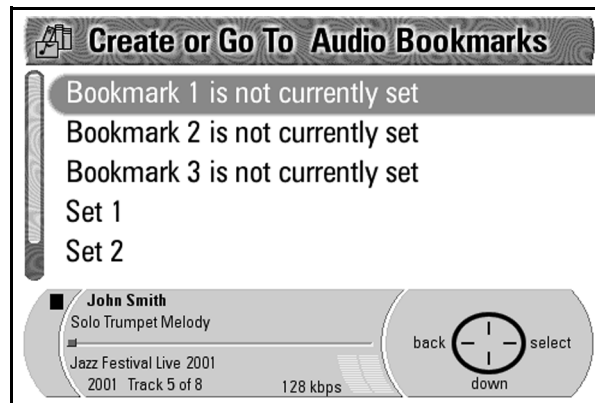 Create or Go To Audio Bookmarks
Bookmark 1 is not currently set
Bookmark 2 is not currently set
Bookmark 3 is not currently set
Set 1
Set 2
John Smith
Solo Trumpet Melody
Jazz Festival Live 2001
2001 Track 5 of 8 128 kbps
back select
down